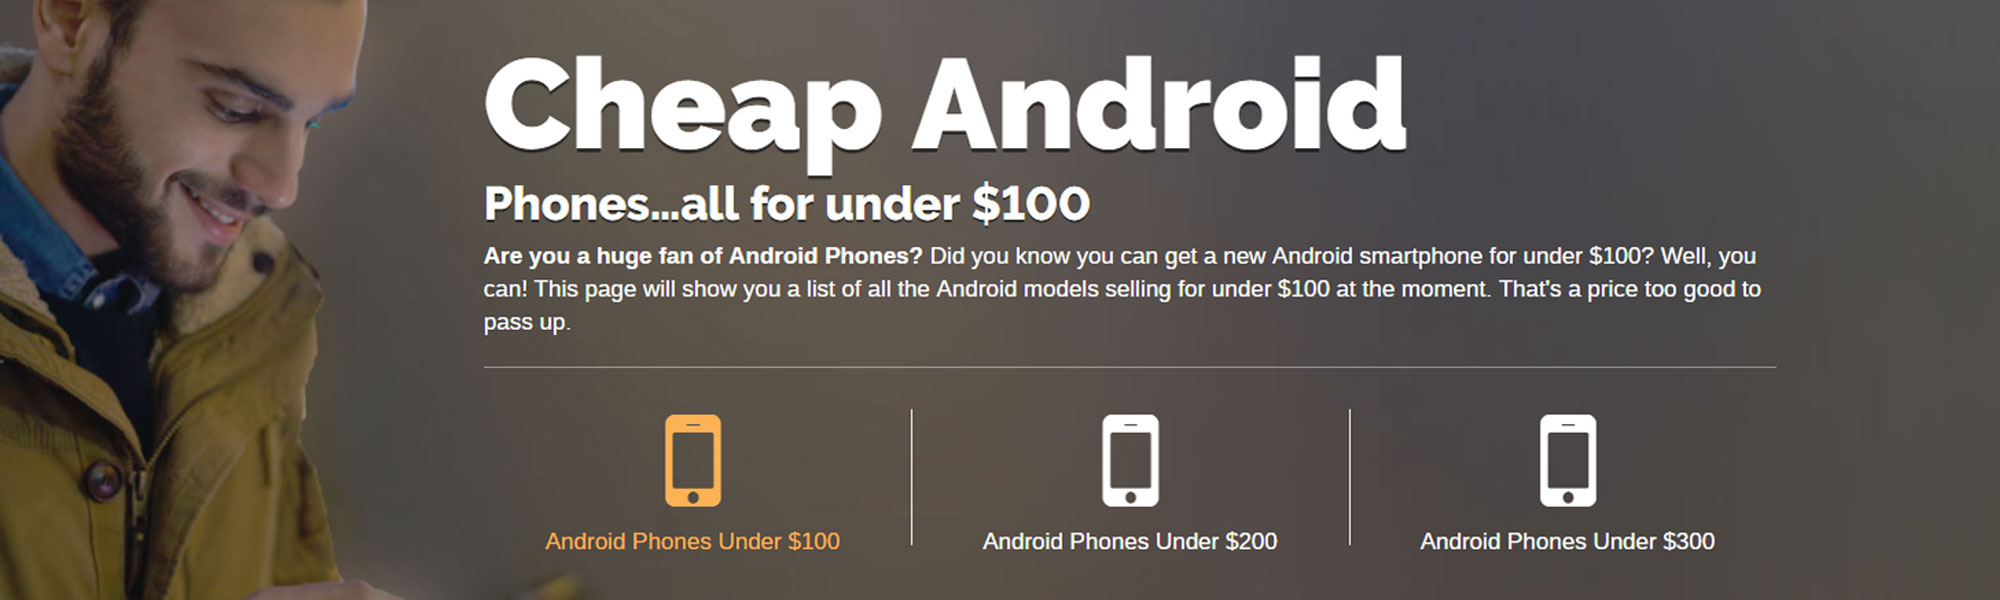 Cheap Android
Phones...all for under $100
Are you a huge fan of Android Phones? Did you know you can get a new Android smartphone for under $100? Well, you
can! This page will show you a list of all the Android models selling for under $100 at the moment. That's a price too good to
pass up.
Android Phones Under $100
Android Phones Under $200
Android Phones Under $300